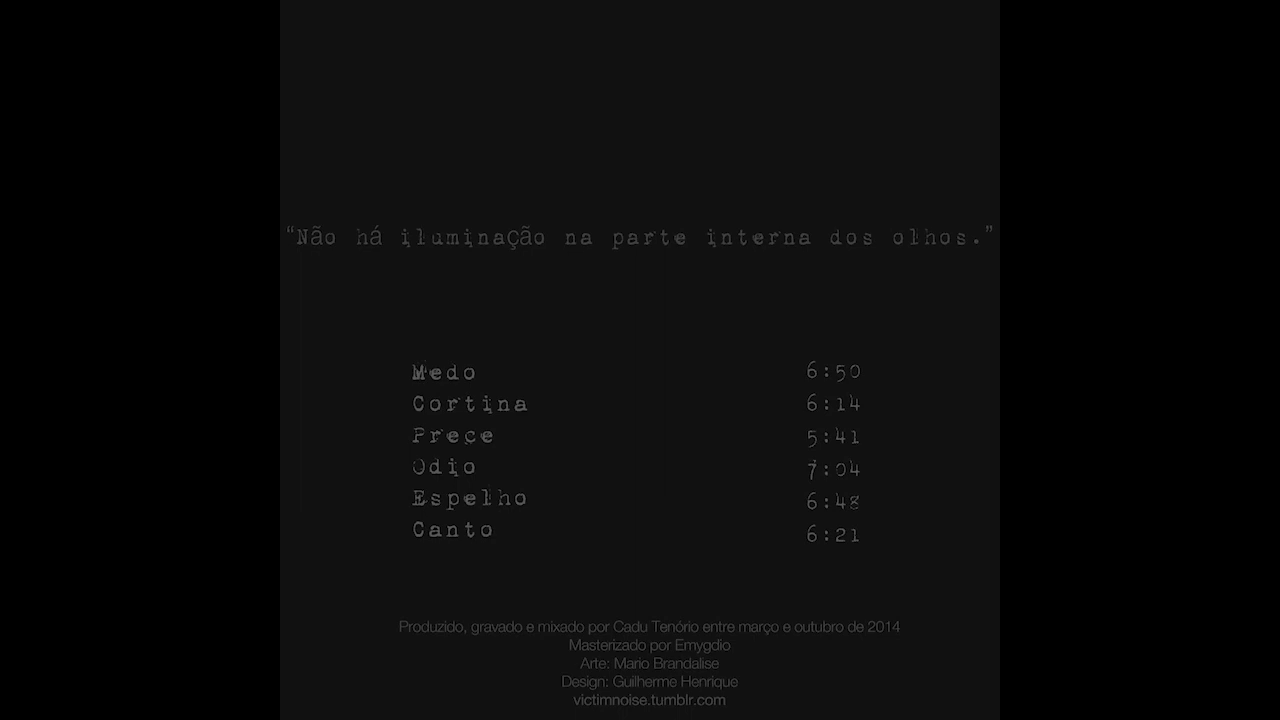 “Não há iluminação na parte interna dos olhos.”
Medo 6:50
Cortina 6:14
Prece 5:41
Odio 7:04
Espelho 6:48
Canto 6:21
Produzido, gravado e mixado por Cadu Tenório entre março e outubro de 2014
Masterizado por Emygdio
Arte: Mario Brandalise
Design: Guilherme Henrique
victimnoise.tumblr.com